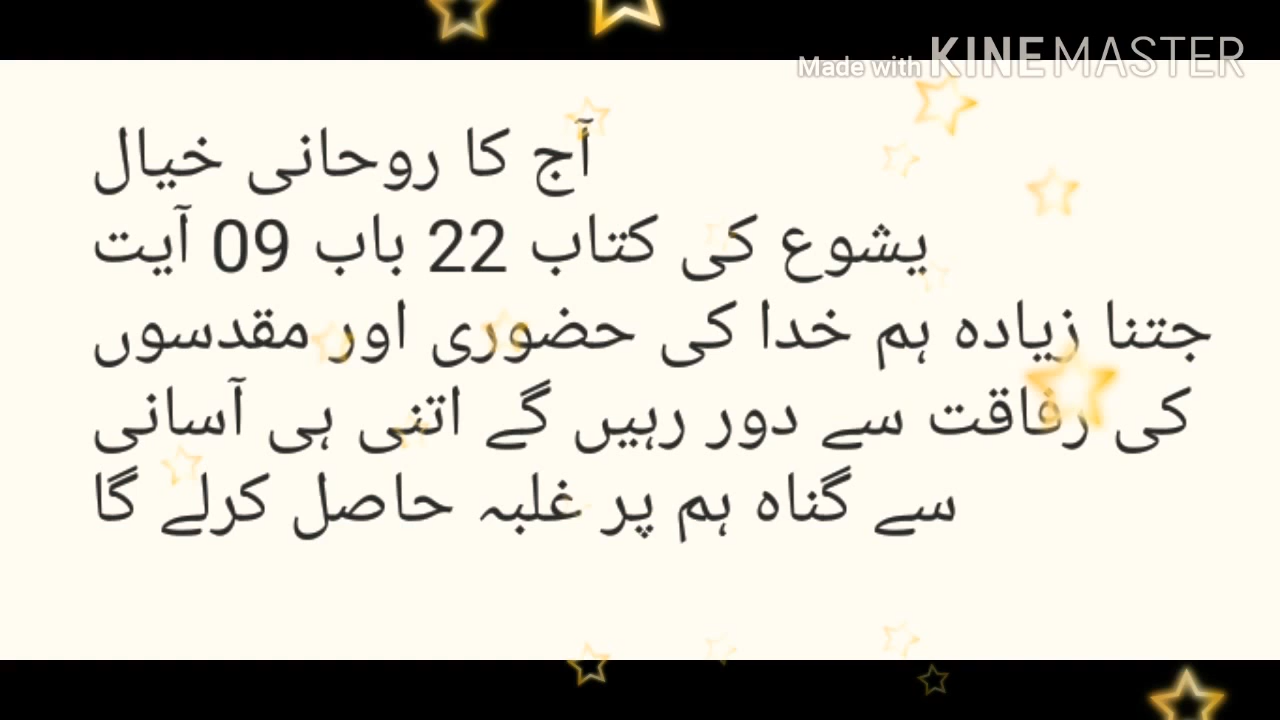 Made with KINEMASTER
آج کا روحانی خیال
یشوع کی کتاب 22 باب 09 آیت
جتنا زیادہ ہم خدا کی حضوری اور مقدسوں
کی رفاقت سے دور رہیں گے اتنی ہی آسانی
سے گناہ ہم پر غلبہ حاصل کرلے گا